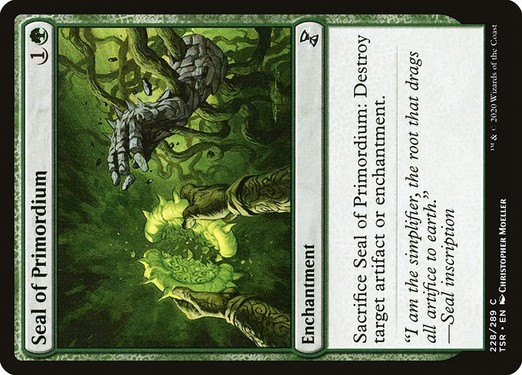 Seal of Primordium
1
Enchantment
Sacrifice Seal of Primordium: Destroy
target artifact or enchantment.
"I am the simplifier, the root that drags
all artifice to earth."
—Seal inscription
228/289 C
TSR • EN Christopher Moeller
™ & © 2020 Wizards of the Coast